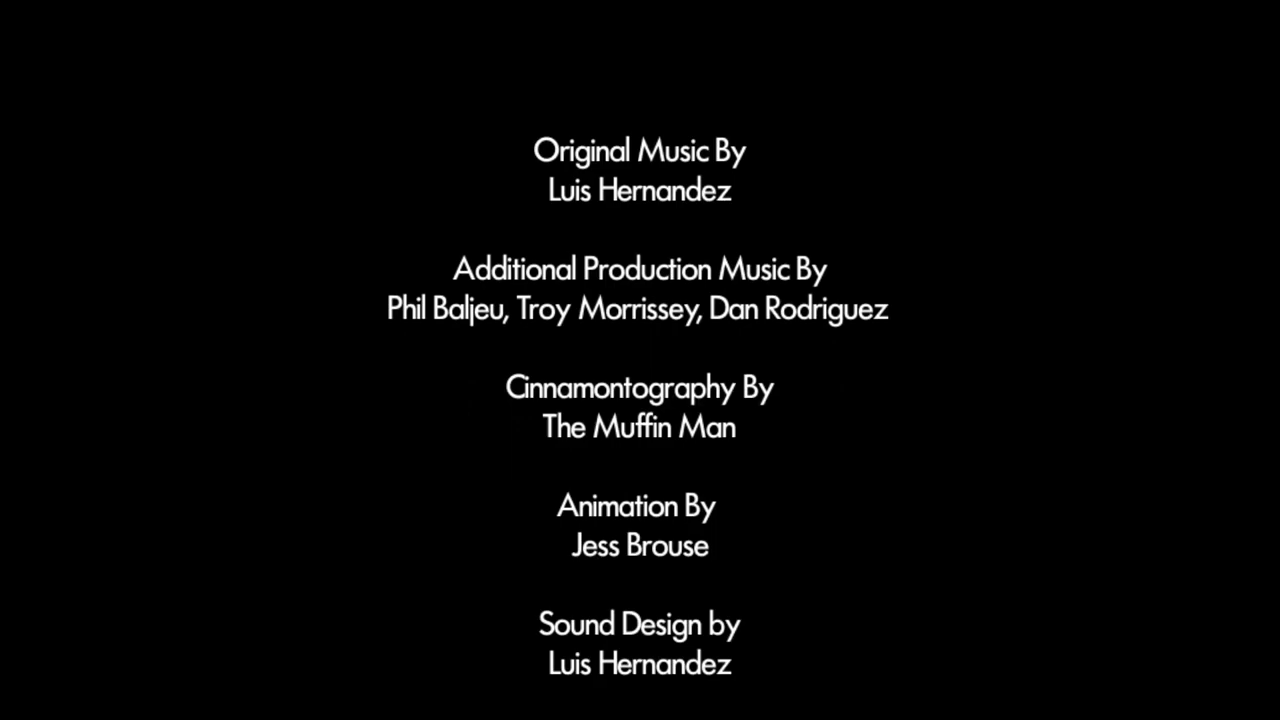 Original Music By
Luis Hernandez
Additional Production Music By
Phil Baljeu, Troy Morrissey, Dan Rodriguez
Cinnamontography By
The Muffin Man
Animation By
Jess Brouse
Sound Design by
Luis Hernandez